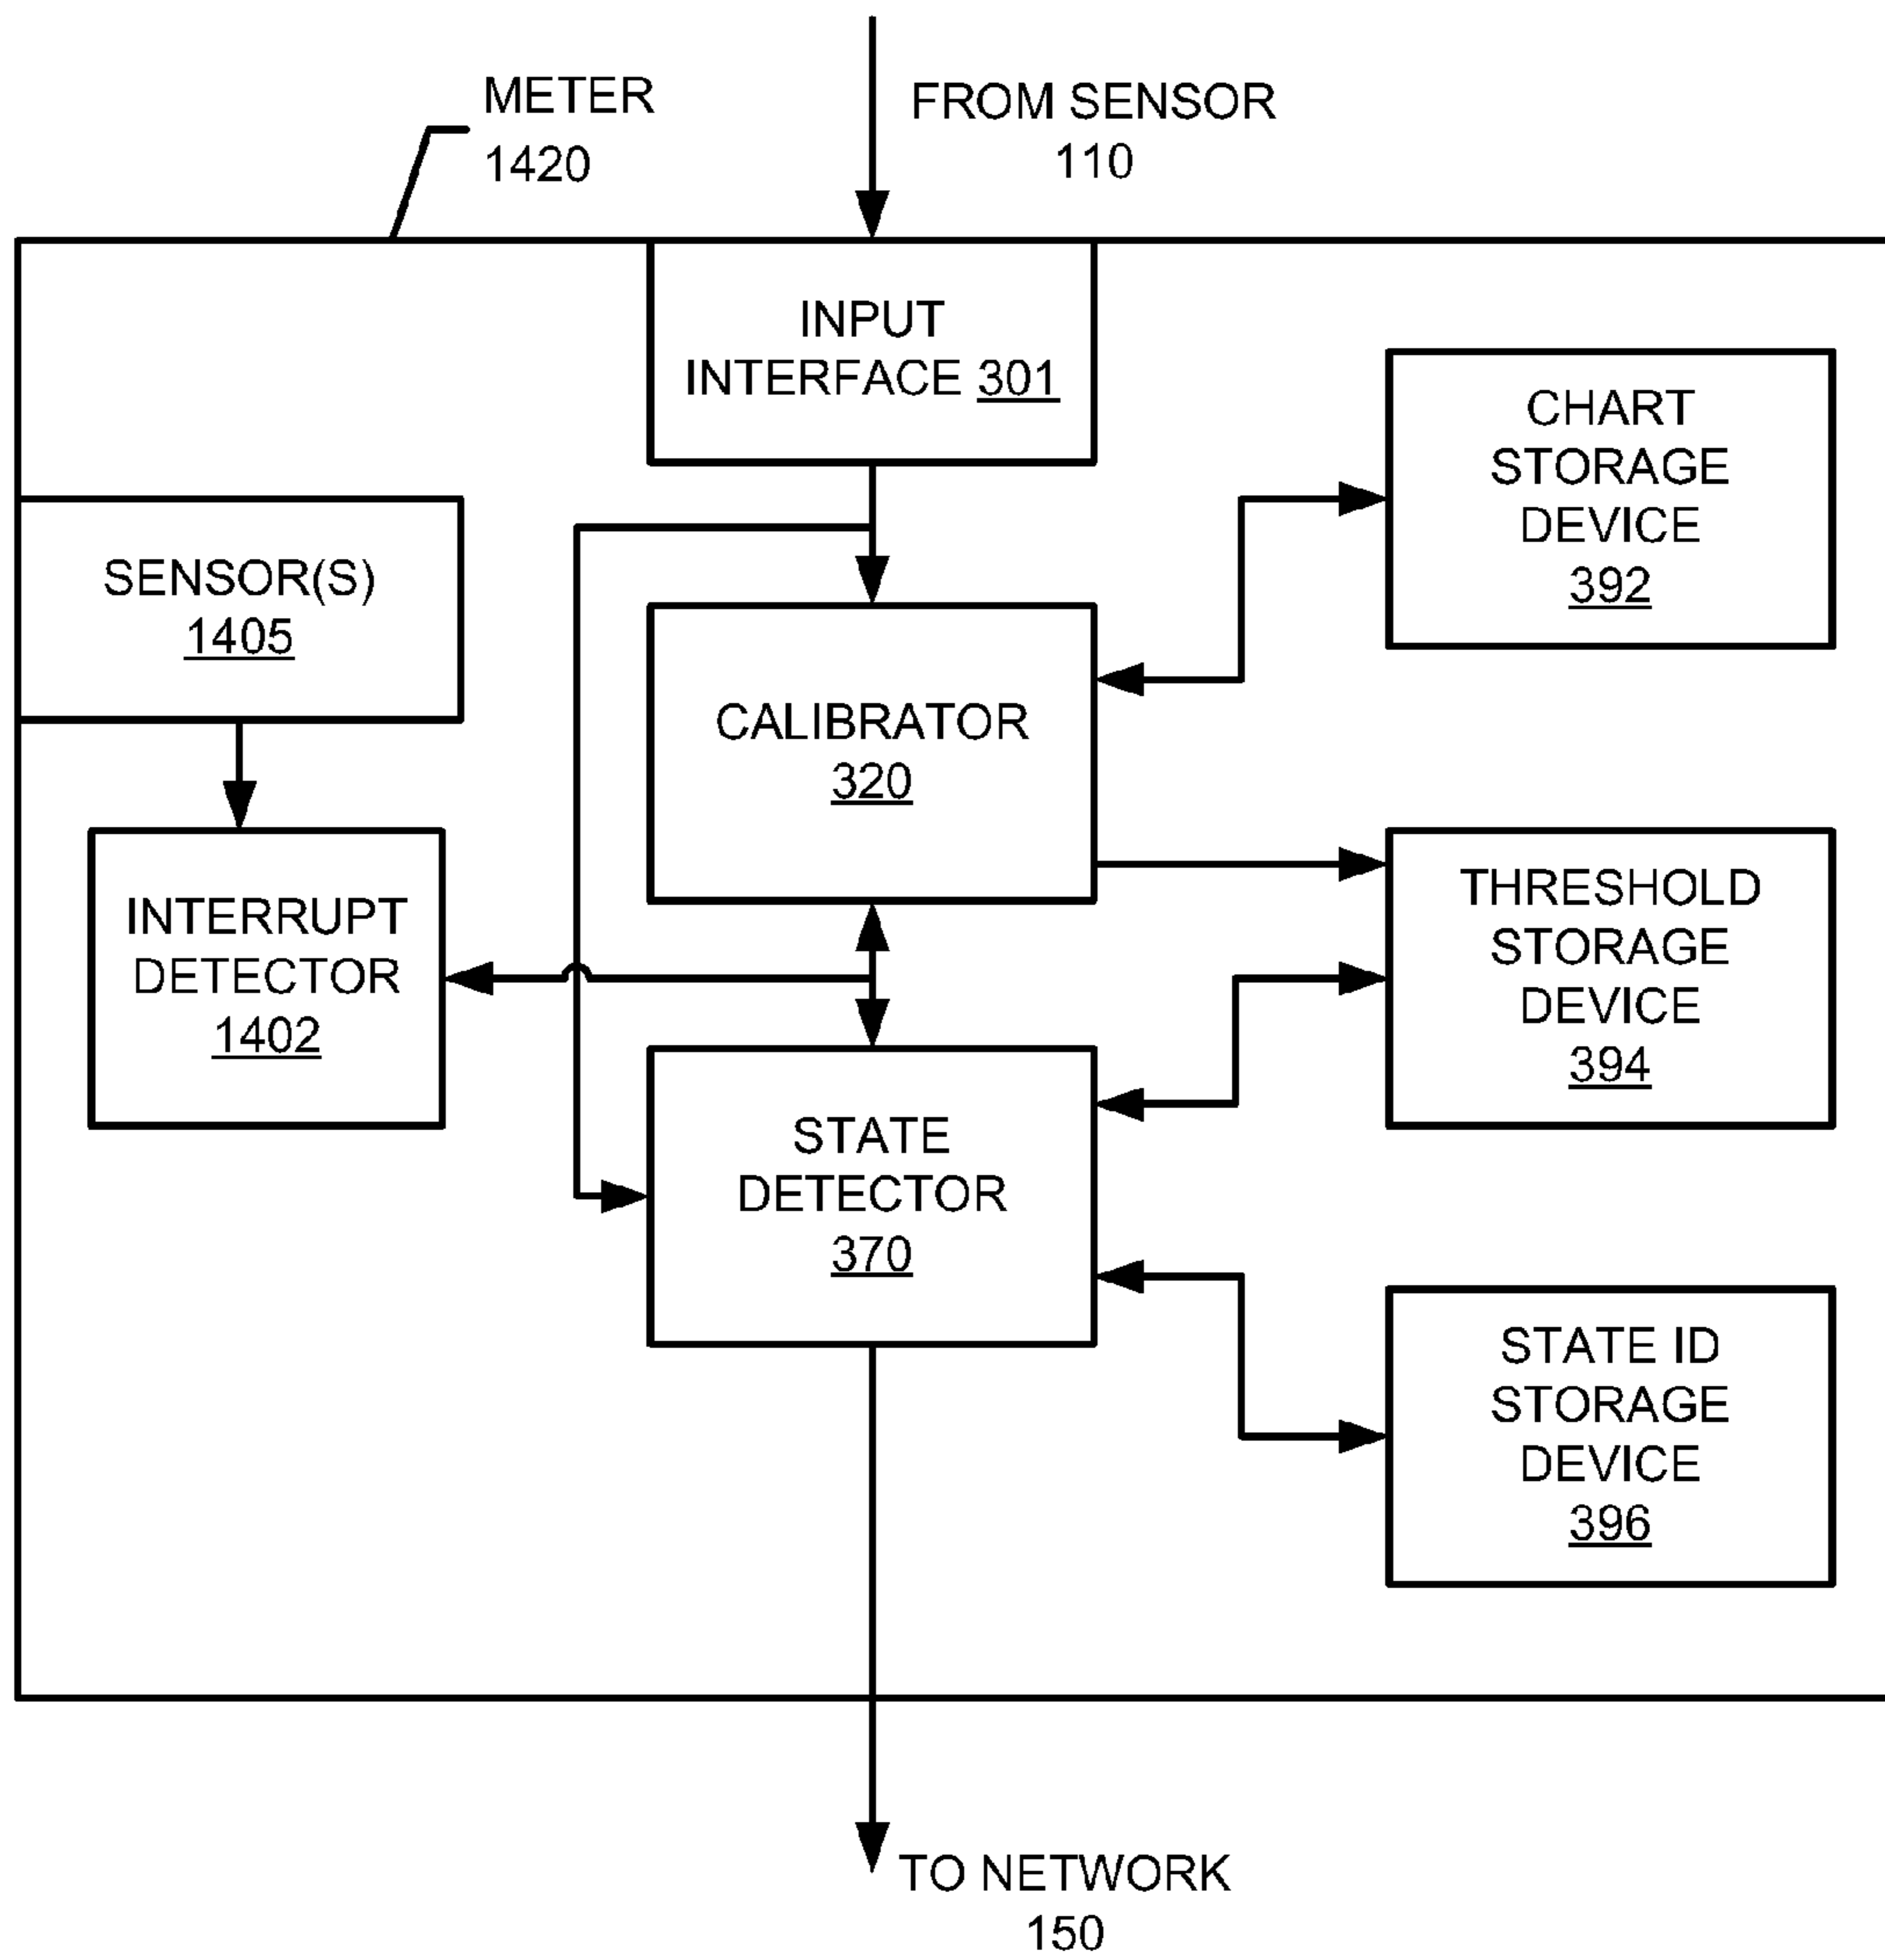 METER
1420
FROM SENSOR
110
INPUT
INTERFACE 301
CHART
STORAGE
DEVICE
392
SENSOR(S)
1405
CALIBRATOR
320
INTERRUPT
DETECTOR
1402
THRESHOLD
STORAGE
DEVICE
394
STATE
DETECTOR
370
STATE ID
STORAGE
DEVICE
396
TO NETWORK
150